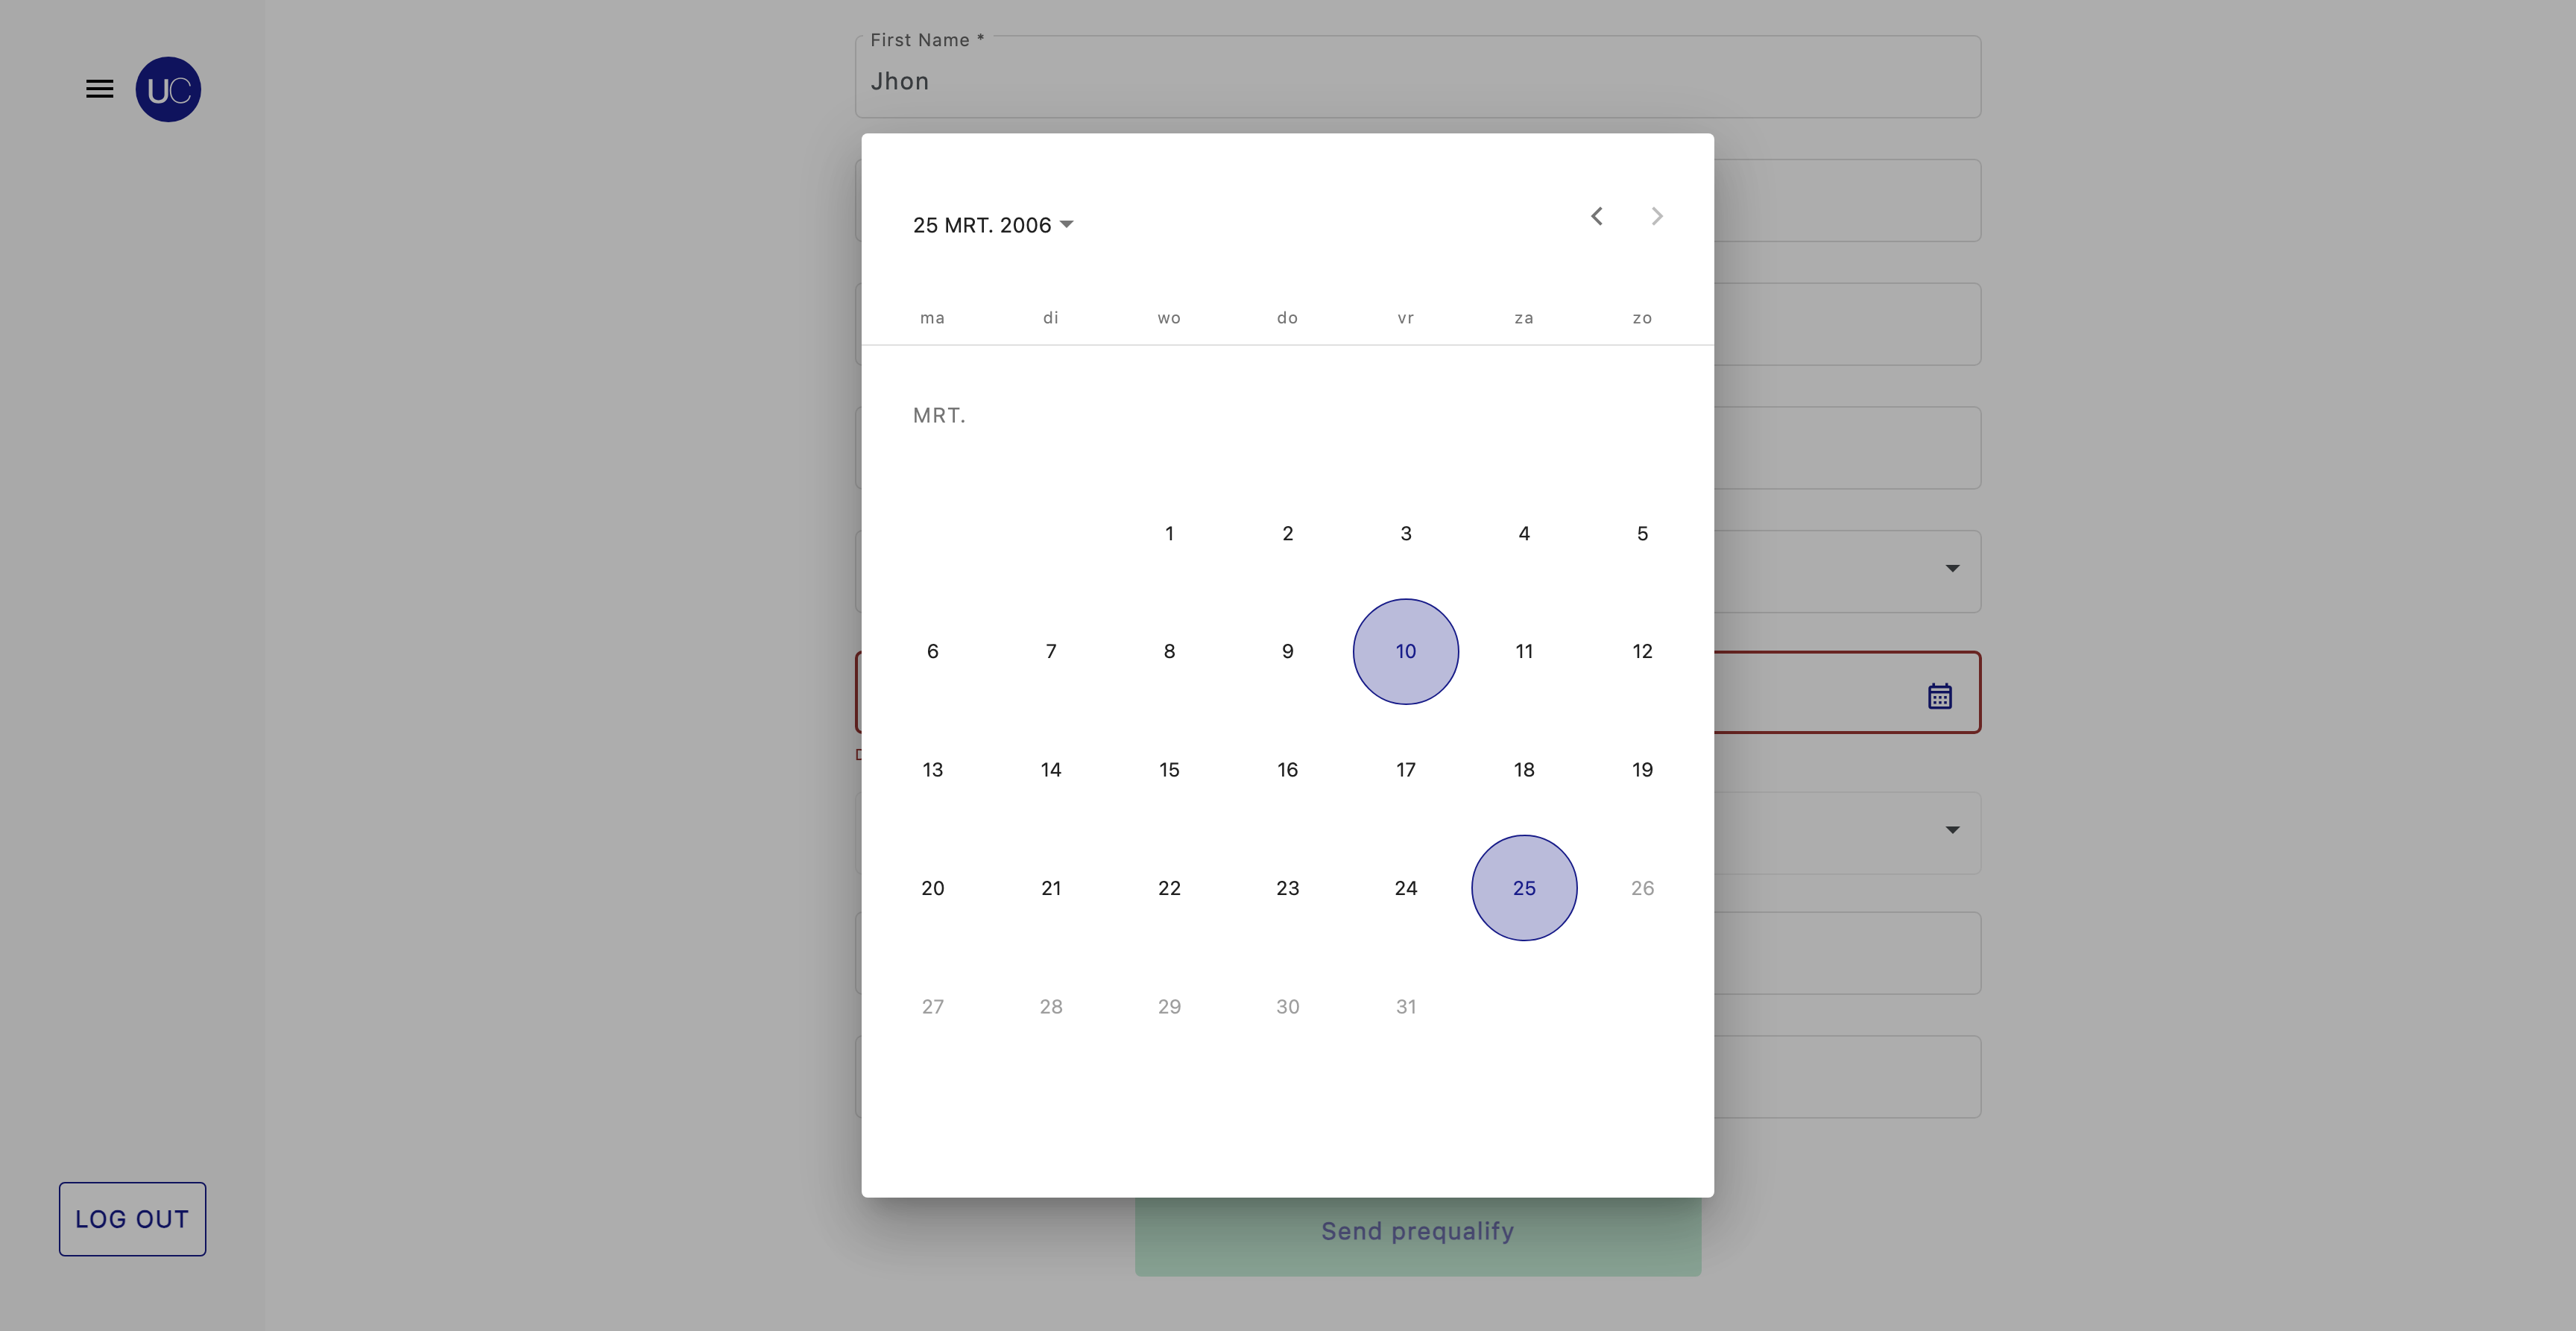 First Name *
UC
Jhon
25 MRT. 2006
ma di wo do vr za zo
MRT.
1 2 3 4 5
6 7 8 9 10 11 12
13 14 15 16 17 18 19
20 21 22 23 24 25 26
27 28 29 30 31
LOG OUT
Send prequalify